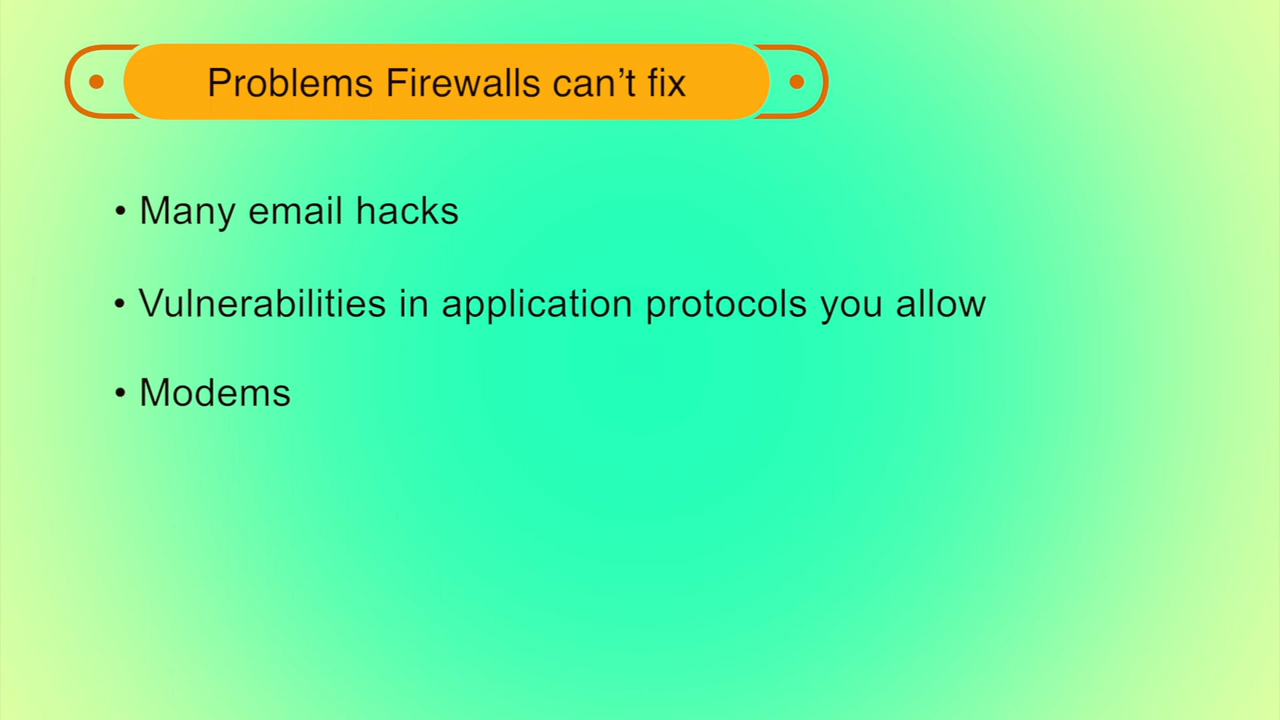 Problems Firewalls can’t fix
• Many email hacks
• Vulnerabilities in application protocols you allow
• Modems